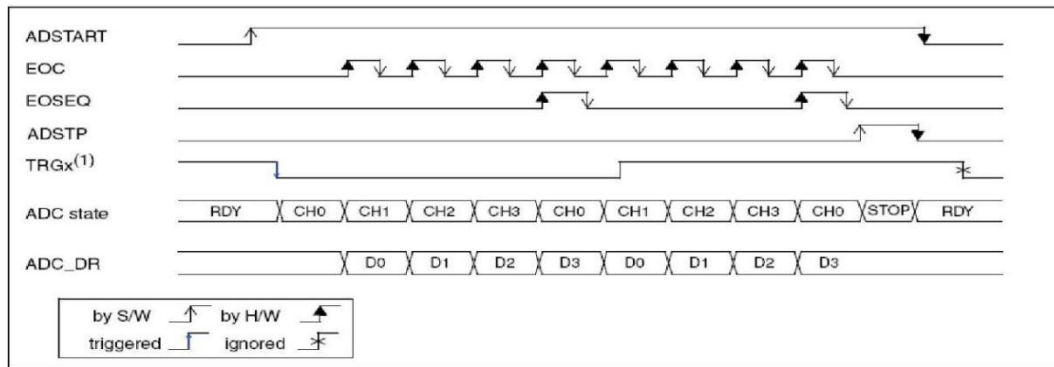 ADSTART
EOC
EOSEQ
ADSTP
TRGx(1)
ADC state RDY CH0 CH1 CH2 CH3 CH0 CH1 CH2 CH3 CH0 STOP RDY
ADC_DR D0 D1 D2 D3 D0 D1 D2 D3
by S/W by H/W
triggered ignored